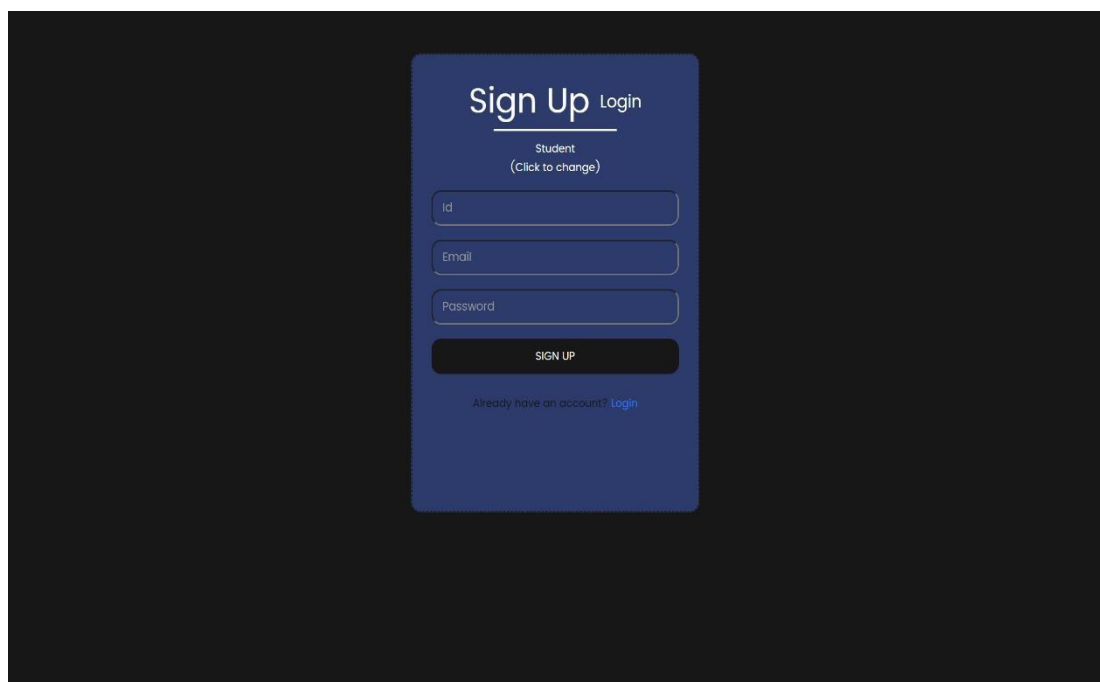 Sign Up Login
Student
(Click to change)
Id
Email
Password
SIGN UP
Already have an account? Login